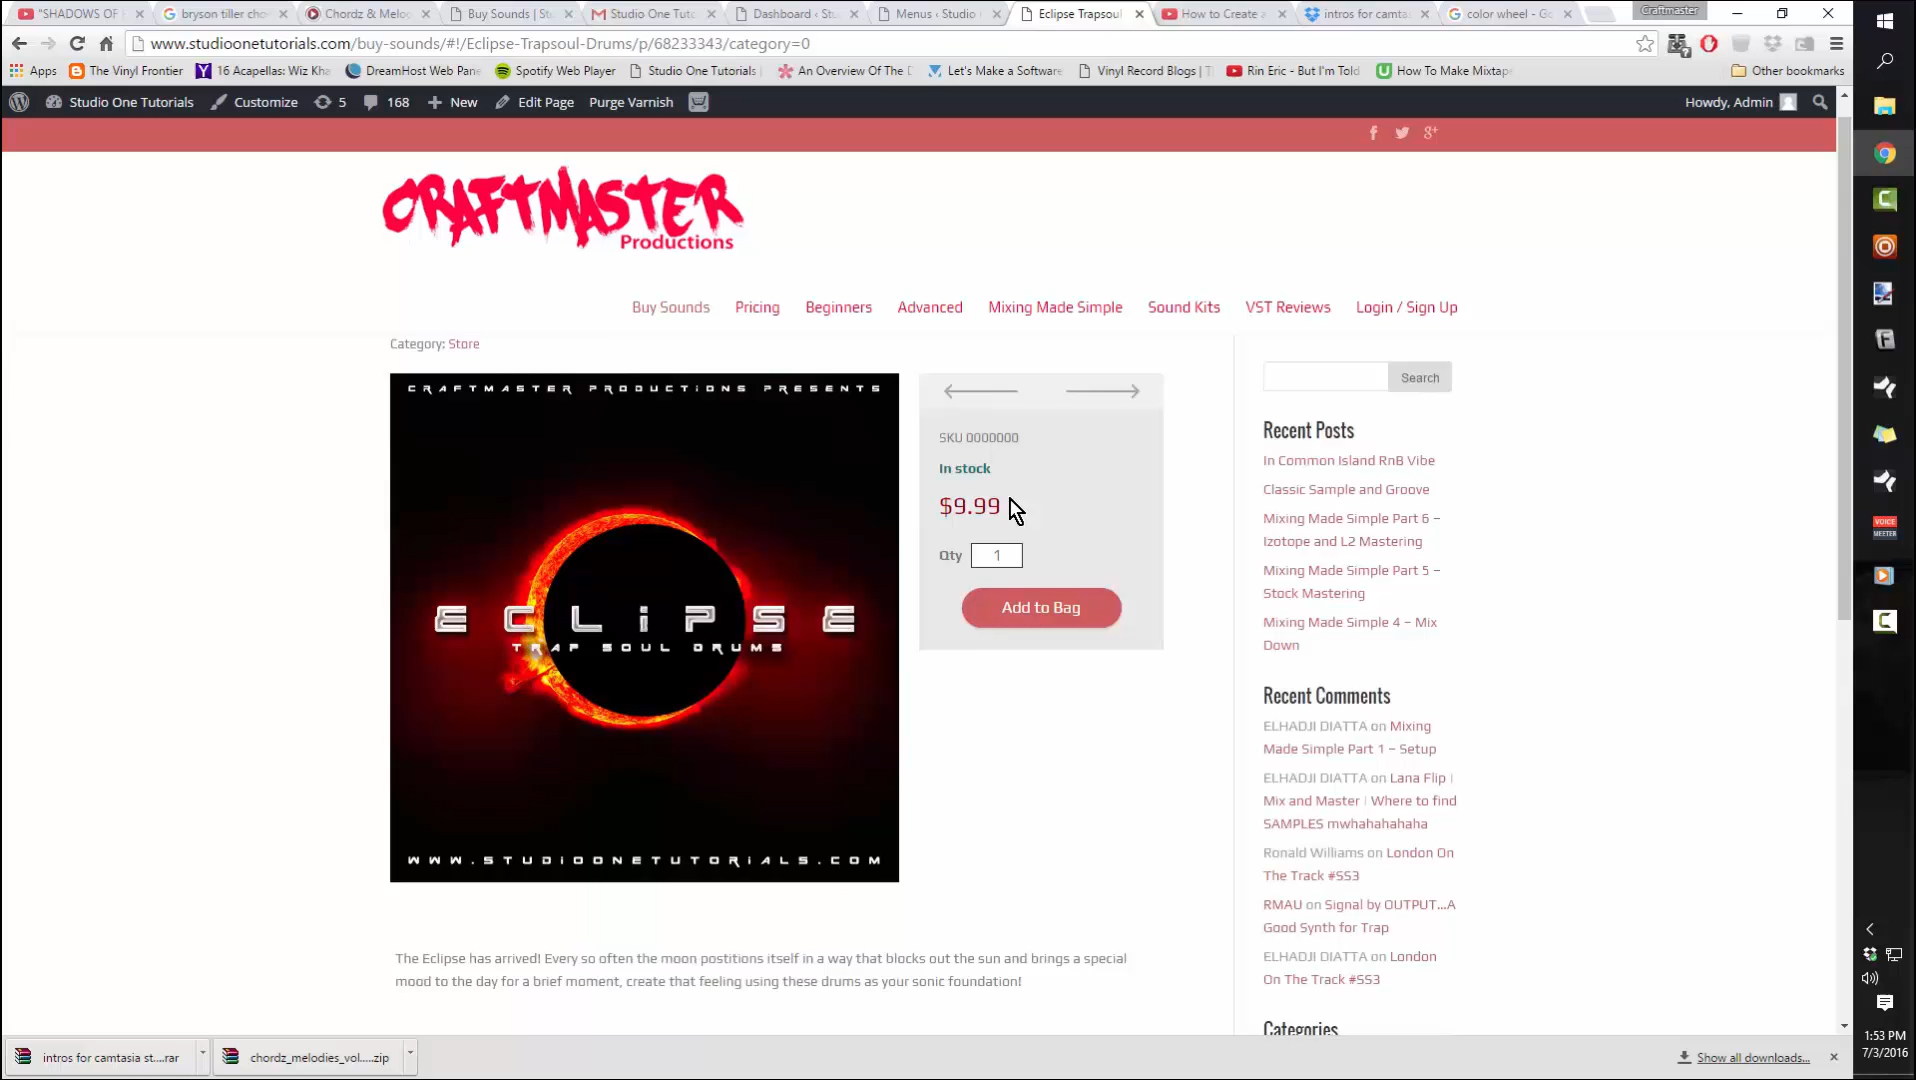 "SHADOWS OF
bryson tiller cho
Chordz & Melo
Buy Sounds | Stu
Studio One Tuto
Dashboard ‹ Stu
Menus ‹ Studio
Eclipse Trapsoul
How to Create
intros for camta
color wheel - Go
Craftmaster
www.studioonetutorials.com/buy-sounds/#!/Eclipse-Trapsoul-Drums/p/68233343/category=0
Apps
The Vinyl Frontier
16 Acapellas: Wiz Kha
DreamHost Web Pane
Spotify Web Player
Studio One Tutorials
An Overview Of The D
Let's Make a Software
Vinyl Record Blogs | T
Rin Eric - But I'm Told
How To Make Mixtap
Other bookmarks
Studio One Tutorials
Customize
5
168
New
Edit Page
Purge Varnish
Howdy, Admin
CRAFTMASTER
Productions
Buy Sounds
Pricing
Beginners
Advanced
Mixing Made Simple
Sound Kits
VST Reviews
Login / Sign Up
Category: Store
CRAFTMASTER PRODUCTIONS PRESENTS
ECLIPSE
TRAP SOUL DRUMS
WWW.STUDIOONETUTORIALS.COM
SKU 0000000
In stock
$9.99
Qty 1
Add to Bag
The Eclipse has arrived! Every so often the moon postitions itself in a way that blocks out the sun and brings a special
mood to the day for a brief moment, create that feeling using these drums as your sonic foundation!
Search
Recent Posts
In Common Island RnB Vibe
Classic Sample and Groove
Mixing Made Simple Part 6 –
Izotope and L2 Mastering
Mixing Made Simple Part 5 –
Stock Mastering
Mixing Made Simple 4 – Mix
Down
Recent Comments
ELHADJI DIATTA on Mixing
Made Simple Part 1 – Setup
ELHADJI DIATTA on Lana Flip |
Mix and Master | Where to find
SAMPLES mwhahahahaha
Ronald Williams on London On
The Track #SS3
RMAU on Signal by OUTPUT...A
Good Synth for Trap
ELHADJI DIATTA on London
On The Track #SS3
Categories
intros for camtasia st....rar
chordz_melodies_vol.....zip
Show all downloads...
VOICE
MEETER
1:53 PM
7/3/2016